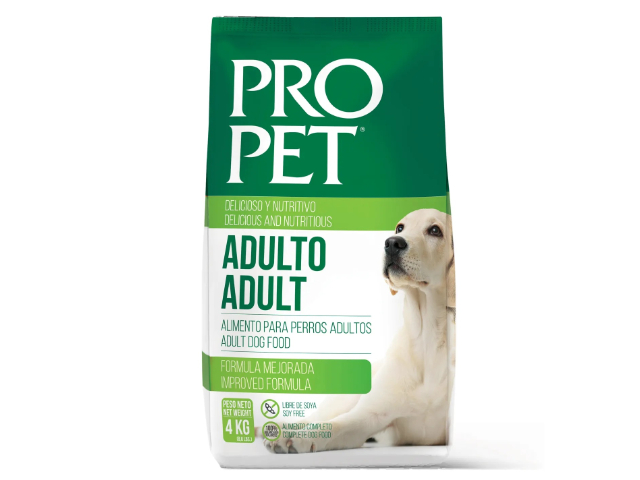 PRO
PET®
DELICIOSO Y NUTRITIVO
DELICIOUS AND NUTRITIOUS
ADULTO
ADULT
ALIMENTO PARA PERROS ADULTOS
ADULT DOG FOOD
FORMULA MEJORADA
IMPROVED FORMULA
PESO NETO
NET WEIGHT
4 KG
LIBRE DE SOYA
SOY FREE
100%
ALIMENTO COMPLETO
COMPLETE DOG FOOD